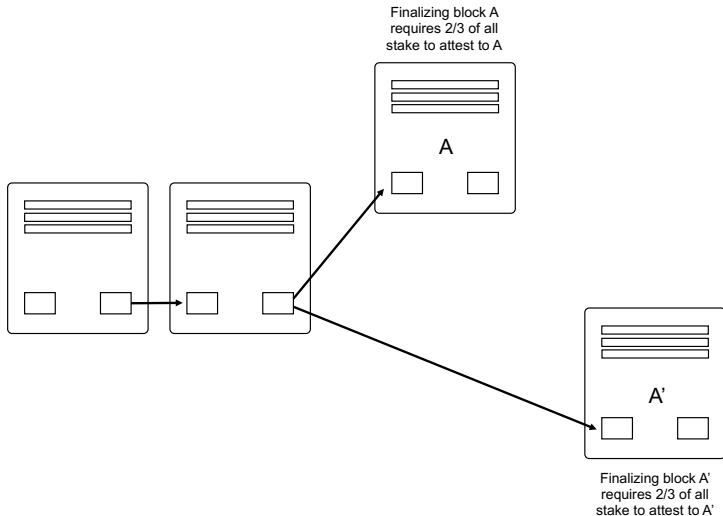 Finalizing block A
requires 2/3 of all
stake to attest to A
A
A'
Finalizing block A'
requires 2/3 of all
stake to attest to A'